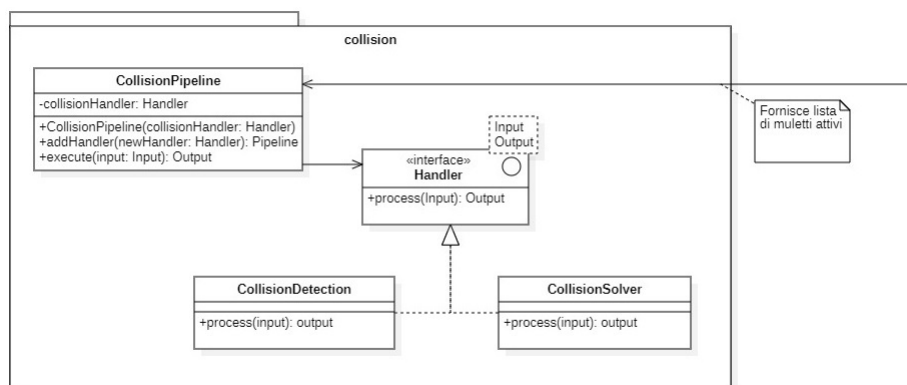 collision
CollisionPipeline
-collisionHandler: Handler
+CollisionPipeline(collisionHandler: Handler)
+addHandler(newHandler: Handler): Pipeline
+execute(input: Input): Output
Fornisce lista
di muletti attivi
Input
Output
«interface»
Handler
+process(Input): Output
CollisionDetection
+process(input): output
CollisionSolver
+process(input): output